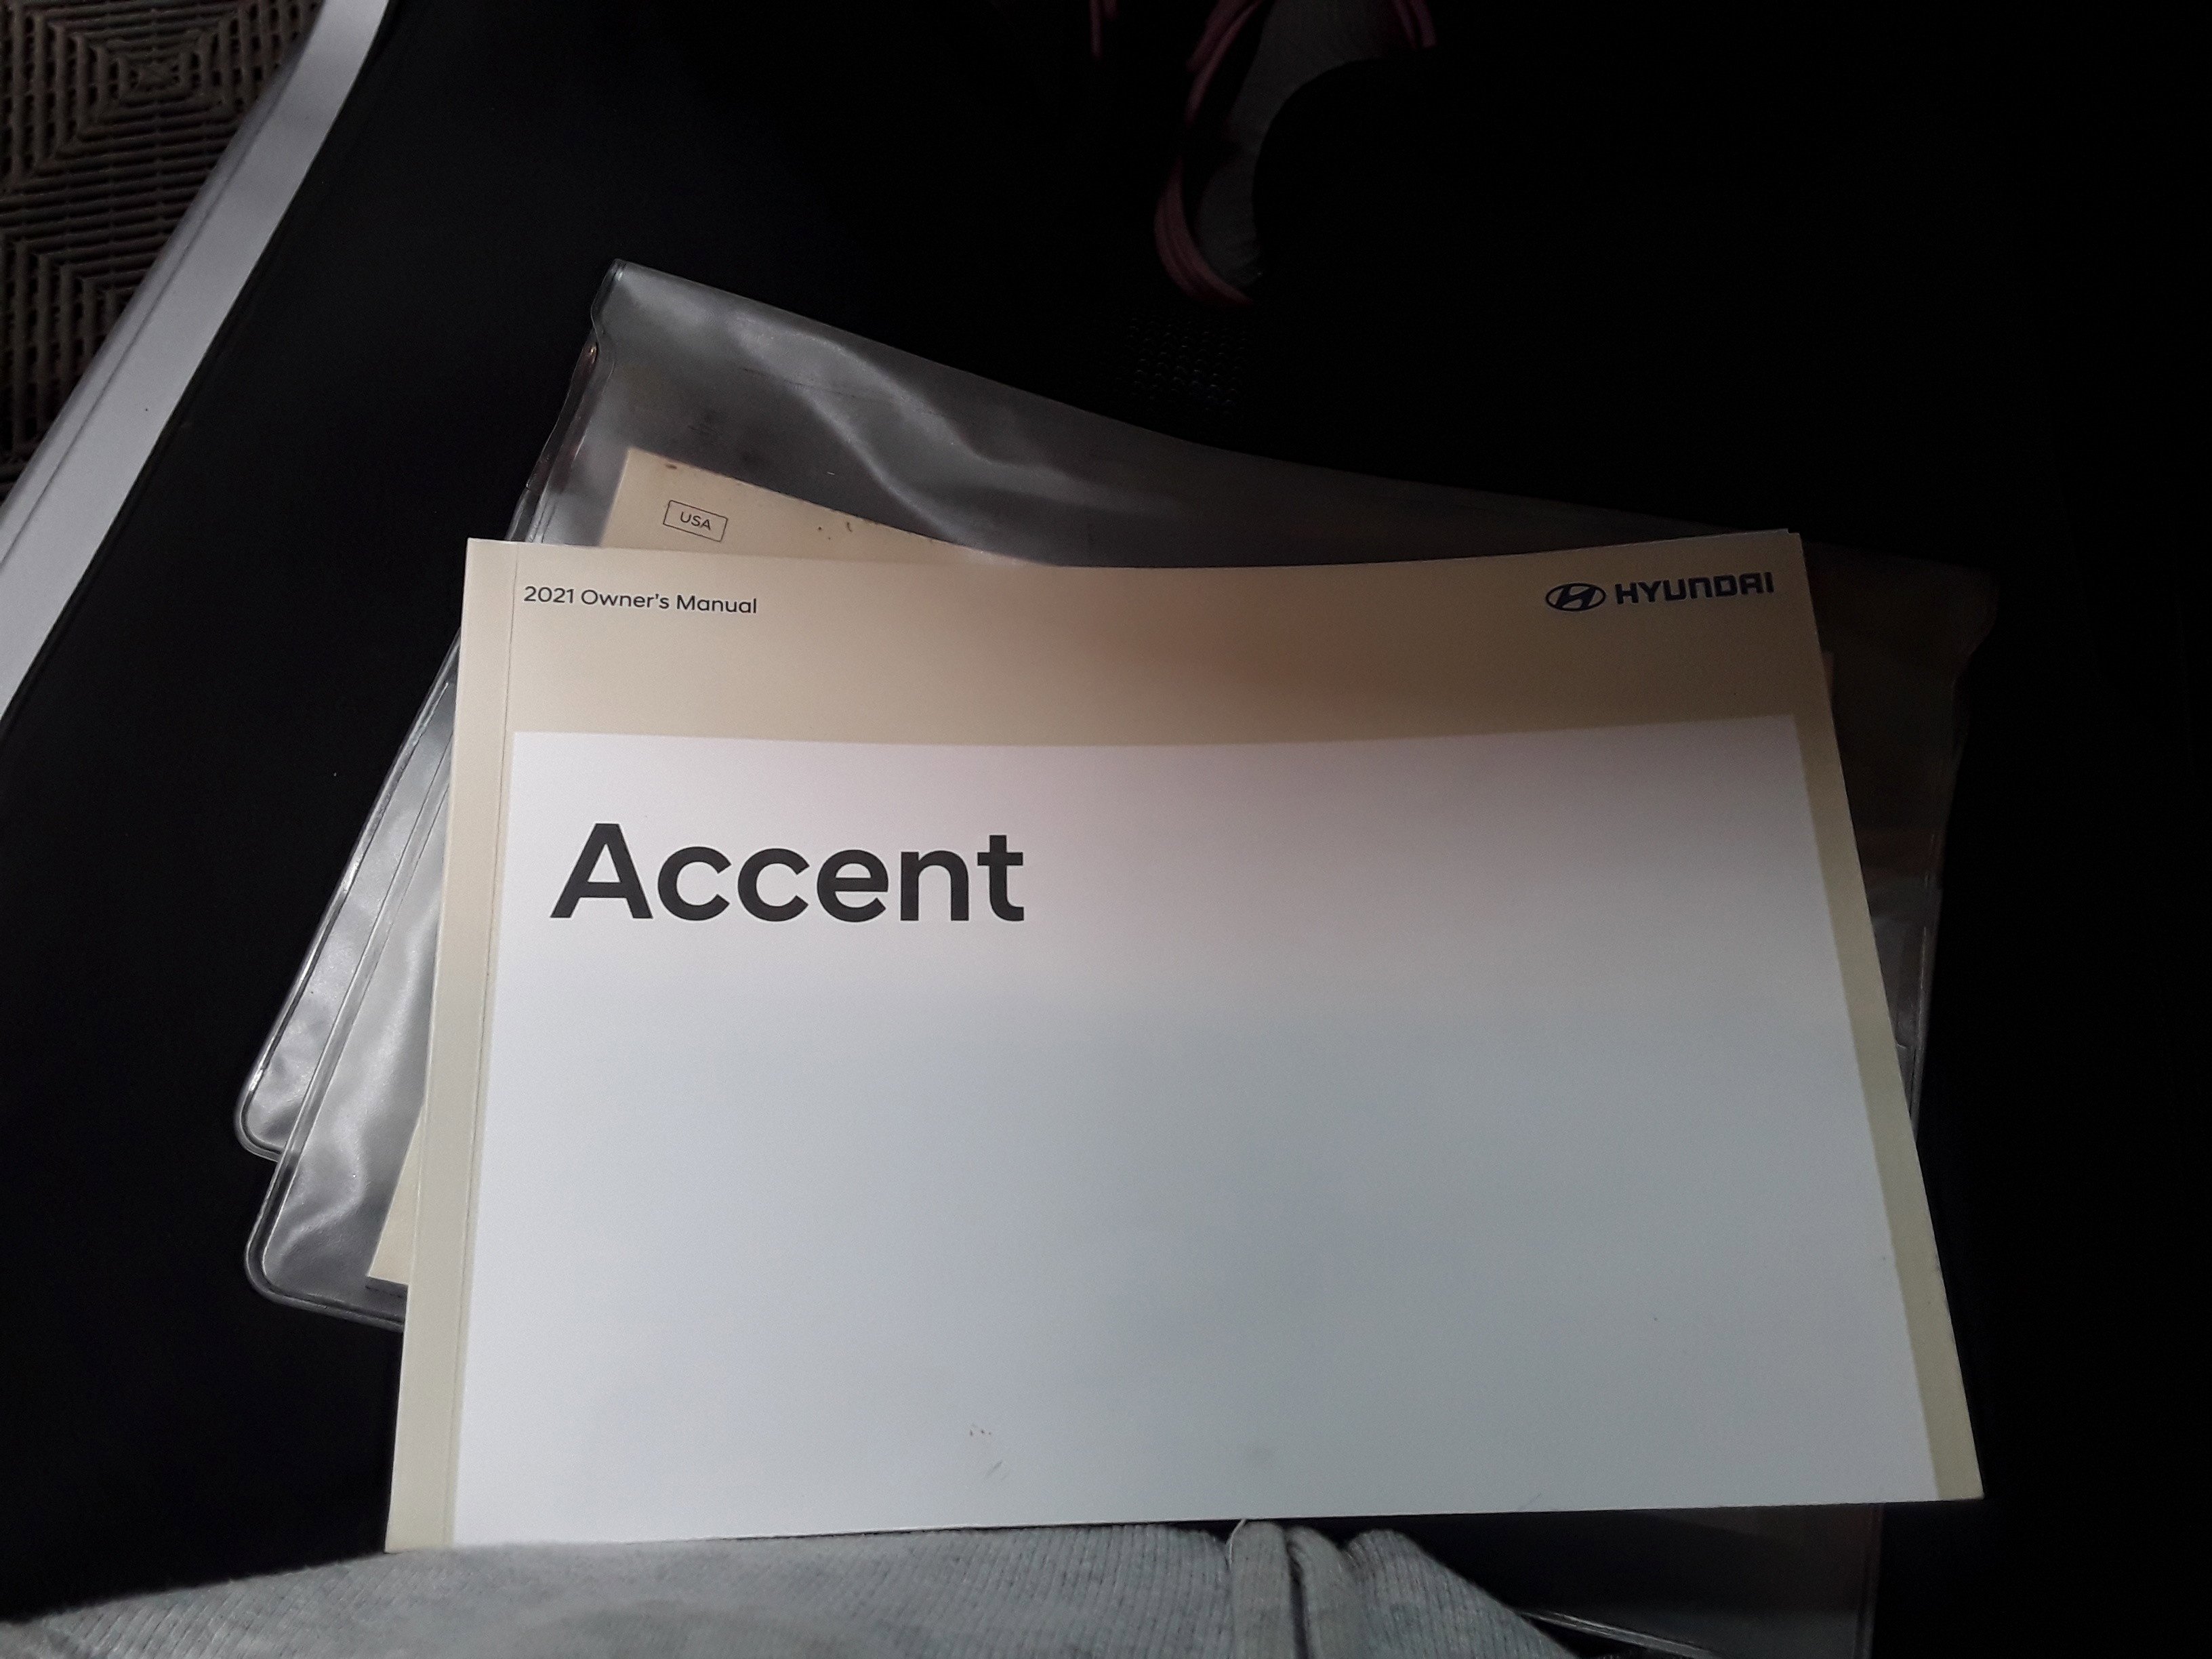 USA
2021 Owner's Manual
HYUNDAI
Accent